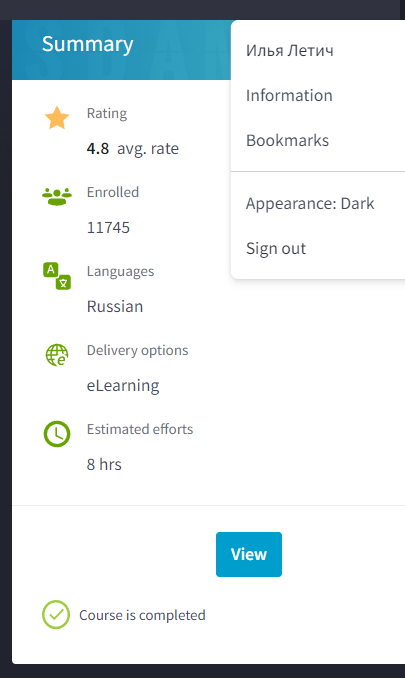 Summary
Илья Летич
Information
Bookmarks
Appearance: Dark
Sign out
Rating
4.8 avg. rate
Enrolled
11745
Languages
Russian
Delivery options
eLearning
Estimated efforts
8 hrs
View
Course is completed